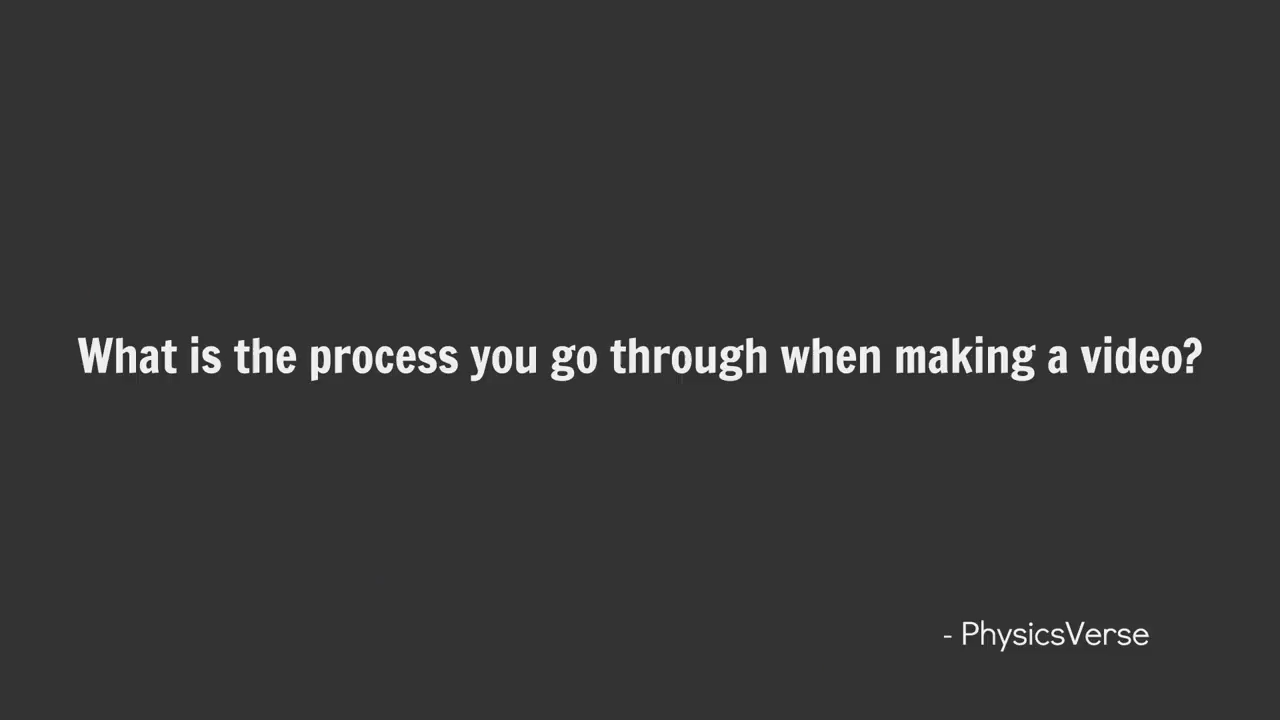 What is the process you go through when making a video?
- PhysicsVerse